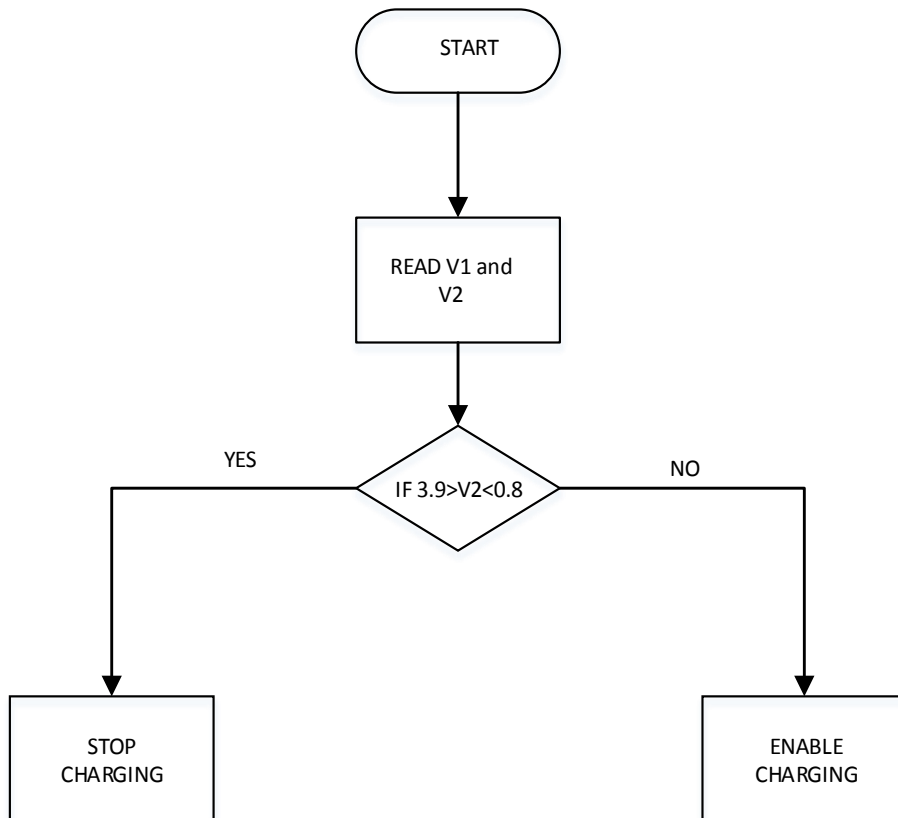 START
READ V1 and
V2
YES
NO
IF 3.9>V2<0.8
STOP
CHARGING
ENABLE
CHARGING